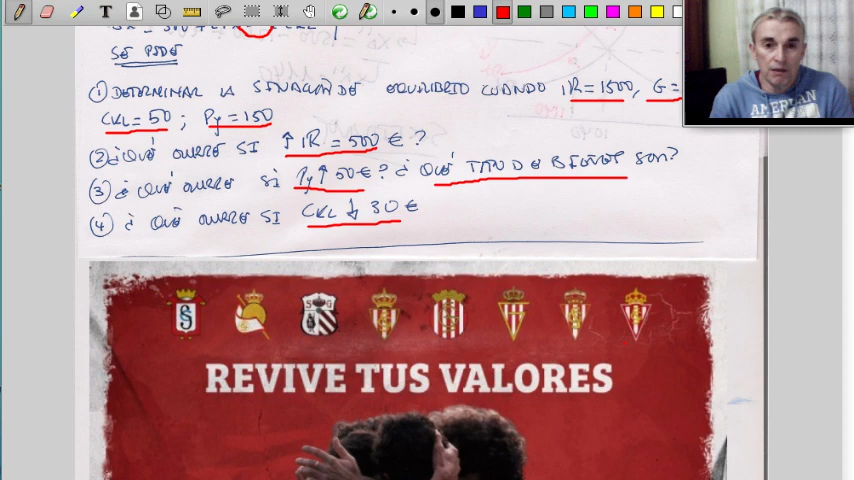 SE PIDE
① DETERMINAR LA SITUACIÓN DE EQUILIBRIO CUANDO IR=1500, G=
CKL=50; Py=150
② ¿QUÉ OCURRE SI ↑ IR = 500 €?
③ ¿QUÉ OCURRE SI Py ↑ 50 €? ¿QUÉ TIPO DE BIENES SON?
④ ¿QUÉ OCURRE SI CKL ↓ 30 €
AMERICAN
REVIVE TUS VALORES